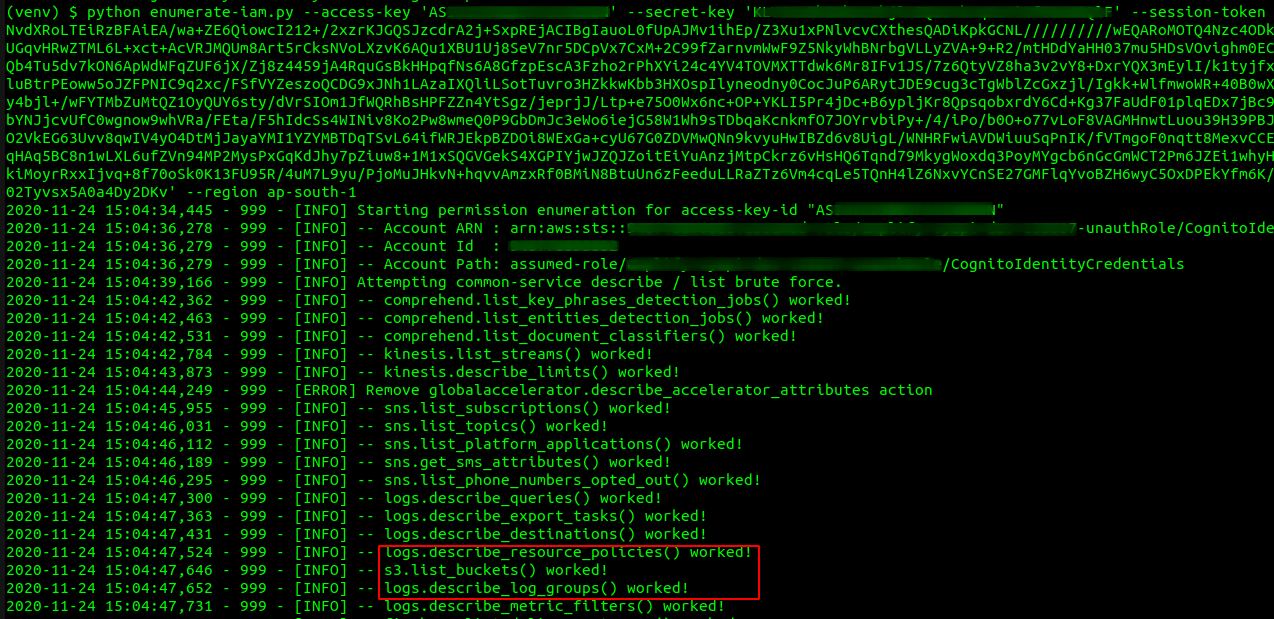 (venv) $ python enumerate-iam.py --access-key 'AS ' --secret-key 'K ' --session-token
NvdXRoLTEiRzBFAiEA/wa+ZE6QiowcI212+/2xzrKJGQSJzcdrA2j+SxpREjACIBgIauoL0fUpAJMv1ihEp/Z3Xu1xPNlvcvCXthesQADiKpkGCNL//////////wEQARoMOTQ4Nzc4ODk
UGqvHRwZTML6L+xct+AcVRJMQUm8Art5rCksNVoLXzvK6AQu1XBU1Uj8SeV7nr5DCpVx7CxM+2C99fZarnvmWwF9Z5NkyWhBNrbgVLLyZVA+9+R2/mtHDdYaHH037mu5HDsVOvighm0EC
Qb4Tu5dv7kON6ApWdWFqZUF6jX/Zj8z4459jA4RquGsBkHHpqfNs6A8GfzpEscA3Fzho2rPhXYi24c4YV4TOVMXTTdwk6Mr8IFv1JS/7z6QtyVZ8ha3v2vY8+DxrYQX3mEylI/k1tyjfx
luBtrPEoww5oJZFPNIC9q2xc/FSfVYZeszoQCDG9xJNh1LAzaIXQliLSotTuvro3HZkkwKbb3HXOspIlyneodny0CocJuP6ARytJDE9cug3cTgWblZcGxzjl/Igkk+WlfmwoWR+40B0wX
y4bjl+/wFYTMbZuMtQZ1OyQUY6sty/dVrSIOm1JfWQRhBsHPFZZn4YtSgz/jeprjJ/Ltp+e75O0Wx6nc+OP+YKLI5Pr4jDc+B6ypljKr8QpsqobxrdY6Cd+Kg37FaUdF01plqEDx7jBc9
bYNJjcvUfC0wgnow9whVRa/FEta/F5hIdcSs4WINiv8Ko2Pw8wmeQ0P9GbDmJc3eWo6iejG58W1Wh9sTDbqaKcnkmfO7JOYrvbiPy+/4/iPo/b0O+o77vLoF8VAGMHnwtLuou39H39PBJ
O2VkEG63Uvv8qwIV4yO4DtMjJayaYMI1YZYMBTDqTSvL64ifWRJEkpBZDOi8WExGa+cyU67G0ZDVMwQNn9kvyuHwIBZd6v8UigL/WNHRFwiAVDWiuuSqPnIK/fVTmgoF0nqtt8MexvCCE
qHAq5BC8n1wLXL6ufZVn94MP2MysPxGqKdJhy7pZiuw8+1M1xSQGVGekS4XGPIYjwJZQJZoitEiYuAnzjMtpCkrz6vHsHQ6Tqnd79MkygWoxdq3PoyMYgcb6nGcGmWCT2Pm6JZEi1whyH
kiMoyrRxxIjvq+8f70oSk0K13FU95R/4uM7L9yu/PjoMuJHkvN+hqvvAmzxRf0BMiN8BtuUn6zFeeduLLRaZTz6Vm4cqLe5TQnH4lZ6NxvYCnSE27GMFlqYvoBZH6wyC5OxDPEkYfm6K/
02Tyvsx5A0a4Dy2DKv' --region ap-south-1
2020-11-24 15:04:34,445 - 999 - [INFO] Starting permission enumeration for access-key-id "AS "
2020-11-24 15:04:36,278 - 999 - [INFO] -- Account ARN : arn:aws:sts:: 7-unauthRole/CognitoIde
2020-11-24 15:04:36,279 - 999 - [INFO] -- Account Id  :
2020-11-24 15:04:36,279 - 999 - [INFO] -- Account Path: assumed-role/ /CognitoIdentityCredentials
2020-11-24 15:04:39,166 - 999 - [INFO] Attempting common-service describe / list brute force.
2020-11-24 15:04:42,362 - 999 - [INFO] -- comprehend.list_key_phrases_detection_jobs() worked!
2020-11-24 15:04:42,463 - 999 - [INFO] -- comprehend.list_entities_detection_jobs() worked!
2020-11-24 15:04:42,531 - 999 - [INFO] -- comprehend.list_document_classifiers() worked!
2020-11-24 15:04:42,784 - 999 - [INFO] -- kinesis.list_streams() worked!
2020-11-24 15:04:43,873 - 999 - [INFO] -- kinesis.describe_limits() worked!
2020-11-24 15:04:44,249 - 999 - [ERROR] Remove globalaccelerator.describe_accelerator_attributes action
2020-11-24 15:04:45,955 - 999 - [INFO] -- sns.list_subscriptions() worked!
2020-11-24 15:04:46,031 - 999 - [INFO] -- sns.list_topics() worked!
2020-11-24 15:04:46,112 - 999 - [INFO] -- sns.list_platform_applications() worked!
2020-11-24 15:04:46,189 - 999 - [INFO] -- sns.get_sms_attributes() worked!
2020-11-24 15:04:46,295 - 999 - [INFO] -- sns.list_phone_numbers_opted_out() worked!
2020-11-24 15:04:47,300 - 999 - [INFO] -- logs.describe_queries() worked!
2020-11-24 15:04:47,363 - 999 - [INFO] -- logs.describe_export_tasks() worked!
2020-11-24 15:04:47,431 - 999 - [INFO] -- logs.describe_destinations() worked!
2020-11-24 15:04:47,524 - 999 - [INFO] -- logs.describe_resource_policies() worked!
2020-11-24 15:04:47,646 - 999 - [INFO] -- s3.list_buckets() worked!
2020-11-24 15:04:47,652 - 999 - [INFO] -- logs.describe_log_groups() worked!
2020-11-24 15:04:47,731 - 999 - [INFO] -- logs.describe_metric_filters() worked!